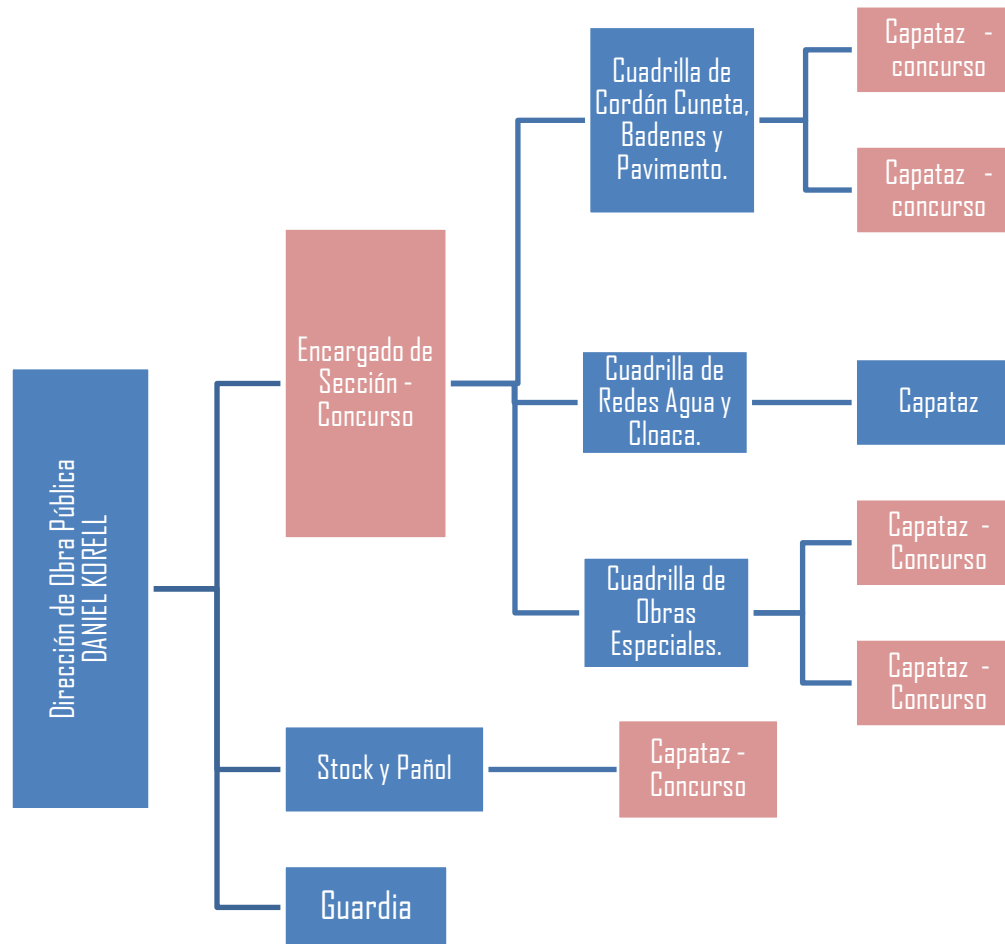 Dirección de Obra Pública
DANIEL KORELL
Encargado de
Sección -
Concurso
Cuadrilla de
Cordón Cuneta,
Badenes y
Pavimento.
Capataz -
concurso
Capataz -
concurso
Cuadrilla de
Redes Agua y
Cloaca.
Capataz
Cuadrilla de
Obras
Especiales.
Capataz -
Concurso
Capataz -
Concurso
Stock y Pañol
Capataz -
Concurso
Guardia